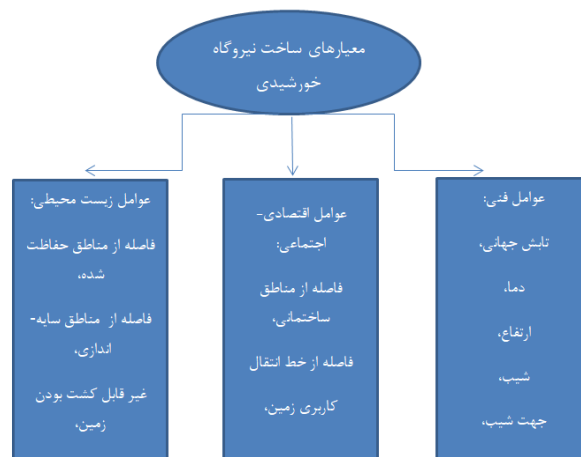 معیارهای ساخت نیروگاه
خورشیدی
عوامل فنی:
تابش جهانی،
دما،
ارتفاع،
شیب،
جهت شیب،
عوامل اقتصادی-
اجتماعی:
فاصله از مناطق
ساختمانی،
فاصله از خط انتقال
کاربری زمین،
عوامل زیست محیطی:
فاصله از مناطق حفاظت
شده،
فاصله از مناطق سایه-
اندازی،
غیر قابل کشت بودن
زمین،